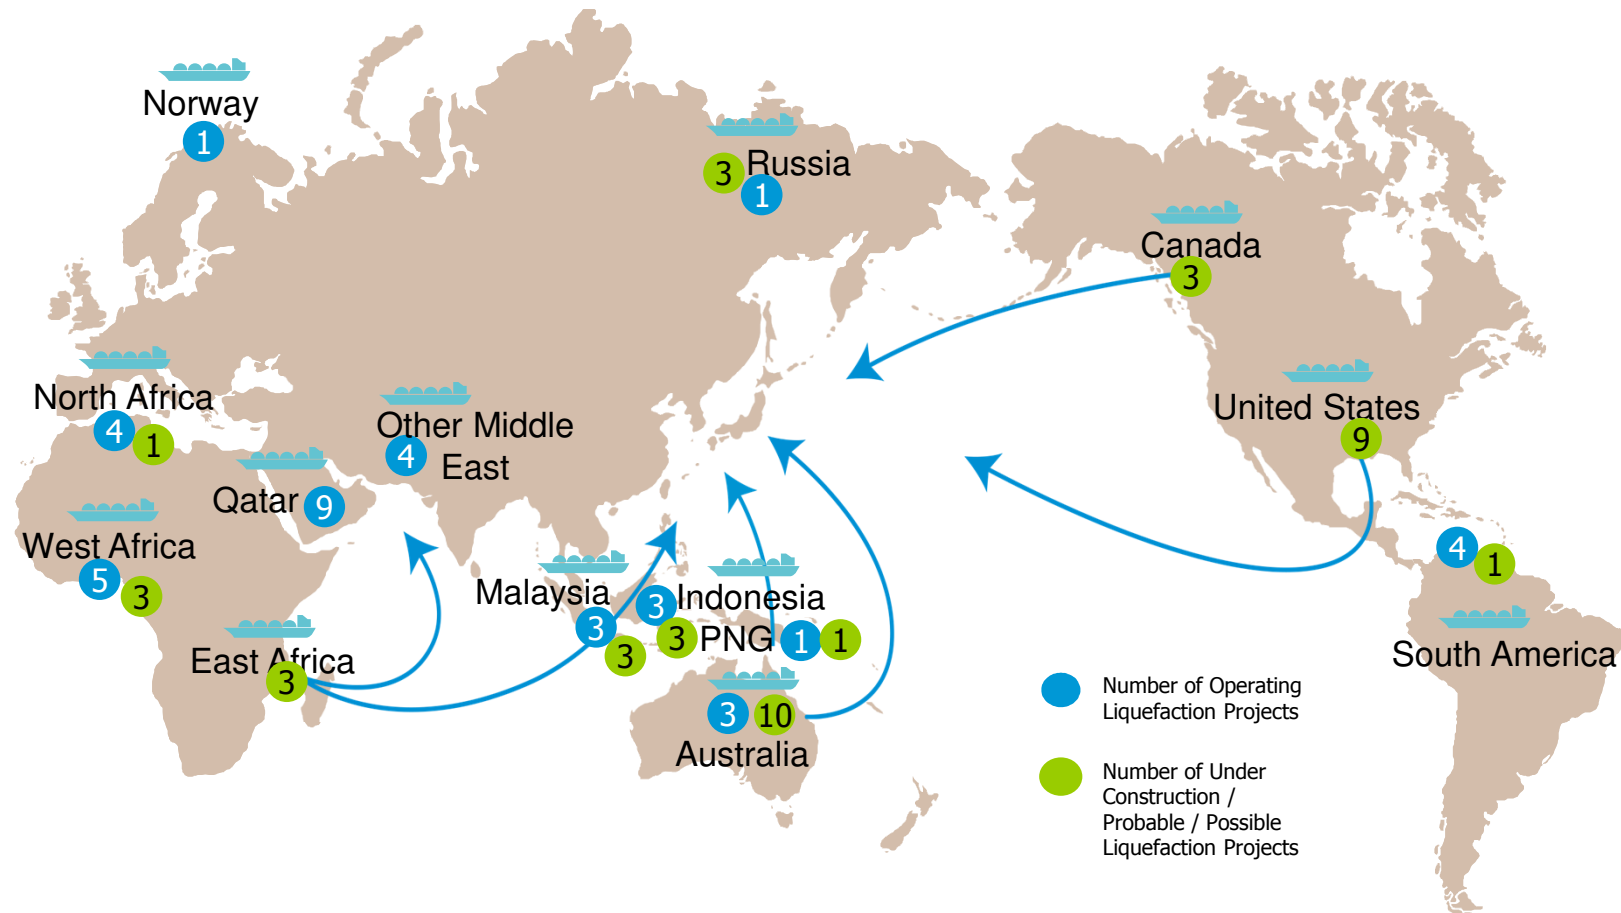 Norway
1
Russia
3
1
Canada
3
North Africa
4
1
Other Middle
East
4
United States
9
Qatar
9
West Africa
5
3
4
1
South America
Malaysia
3
3
Indonesia
3
3
PNG
1
1
East Africa
3
3
10
Australia
Number of Operating
Liquefaction Projects
Number of Under
Construction /
Probable / Possible
Liquefaction Projects